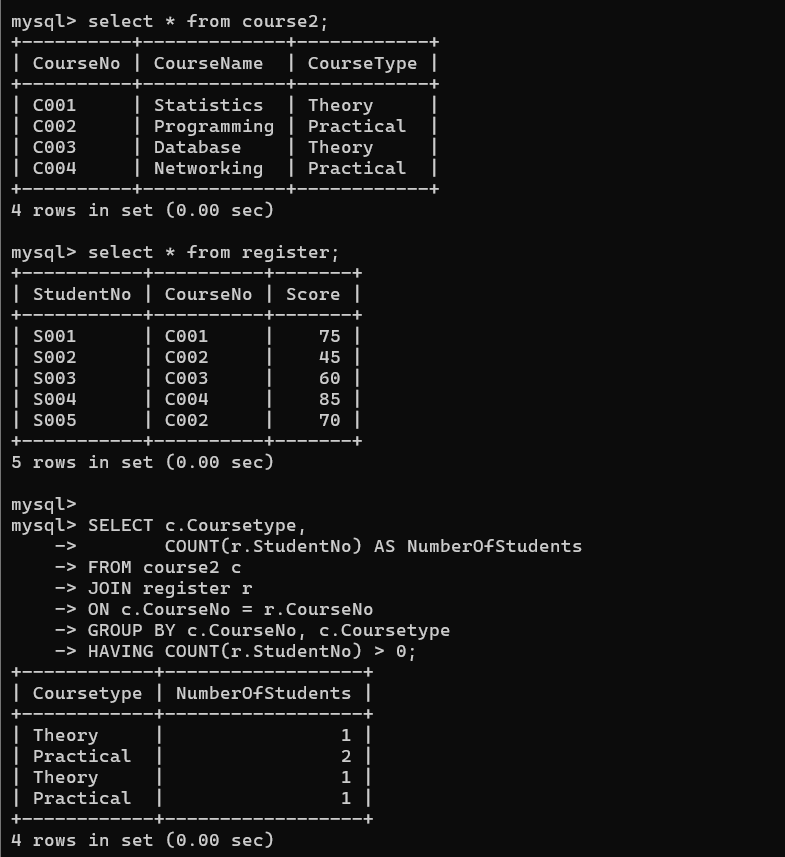 mysql> select * from course2;
+----------+-------------+------------+
| CourseNo | CourseName  | CourseType |
+----------+-------------+------------+
| C001     | Statistics  | Theory     |
| C002     | Programming | Practical  |
| C003     | Database    | Theory     |
| C004     | Networking  | Practical  |
+----------+-------------+------------+
4 rows in set (0.00 sec)

mysql> select * from register;
+-----------+----------+-------+
| StudentNo | CourseNo | Score |
+-----------+----------+-------+
| S001      | C001     |    75 |
| S002      | C002     |    45 |
| S003      | C003     |    60 |
| S004      | C004     |    85 |
| S005      | C002     |    70 |
+-----------+----------+-------+
5 rows in set (0.00 sec)

mysql>
mysql> SELECT c.Coursetype,
    ->        COUNT(r.StudentNo) AS NumberOfStudents
    -> FROM course2 c
    -> JOIN register r
    -> ON c.CourseNo = r.CourseNo
    -> GROUP BY c.CourseNo, c.Coursetype
    -> HAVING COUNT(r.StudentNo) > 0;
+------------+------------------+
| Coursetype | NumberOfStudents |
+------------+------------------+
| Theory     |                1 |
| Practical  |                2 |
| Theory     |                1 |
| Practical  |                1 |
+------------+------------------+
4 rows in set (0.00 sec)